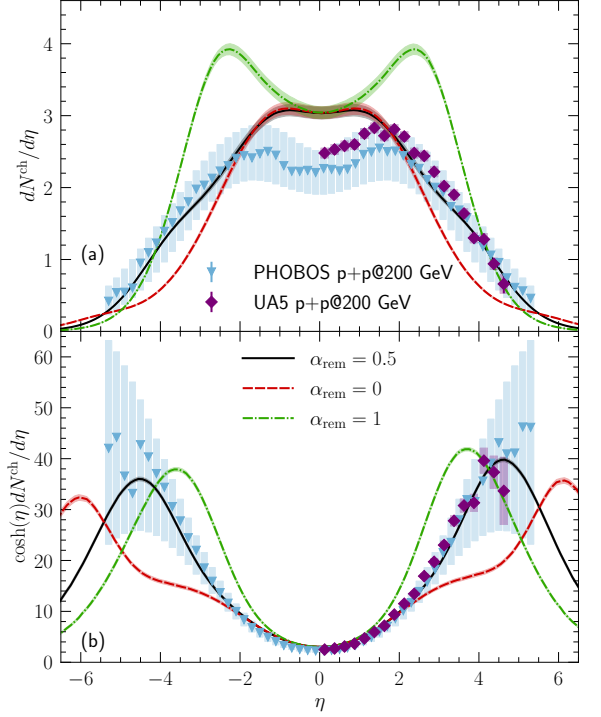 4
3
2
1
0
dN^ch/dη
(a)
PHOBOS p+p@200 GeV
UA5 p+p@200 GeV
60
50
40
30
20
10
0
cosh(η)dN^ch/dη
α_rem = 0.5
α_rem = 0
α_rem = 1
(b)
−6 −4 −2 0 2 4 6
η